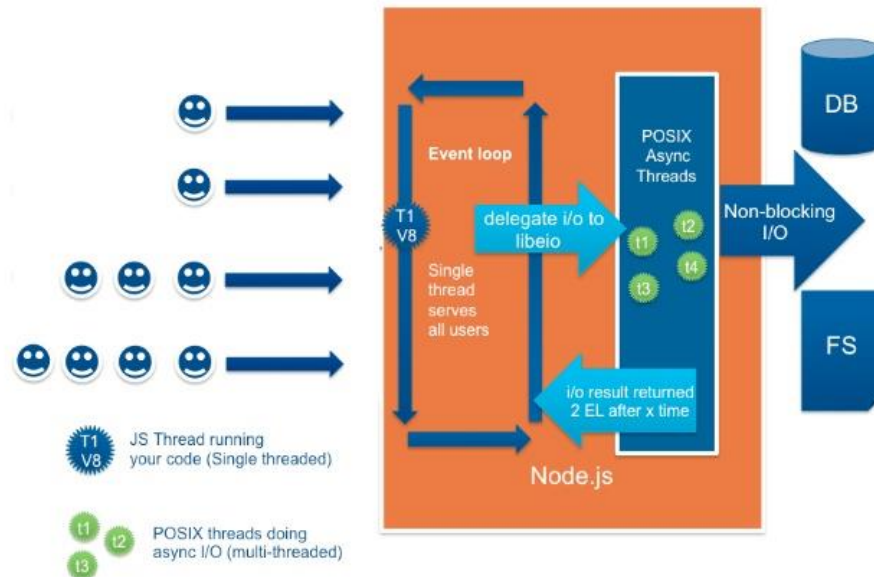 Event loop
T1
V8
Single
thread
serves
all users
delegate i/o to
libeio
POSIX
Async
Threads
t1
t2
t3
t4
Non-blocking
I/O
DB
FS
i/o result returned
2 EL after x time
Node.js
T1
V8
JS Thread running
your code (Single threaded)
t1
t2
t3
POSIX threads doing
async I/O (multi-threaded)